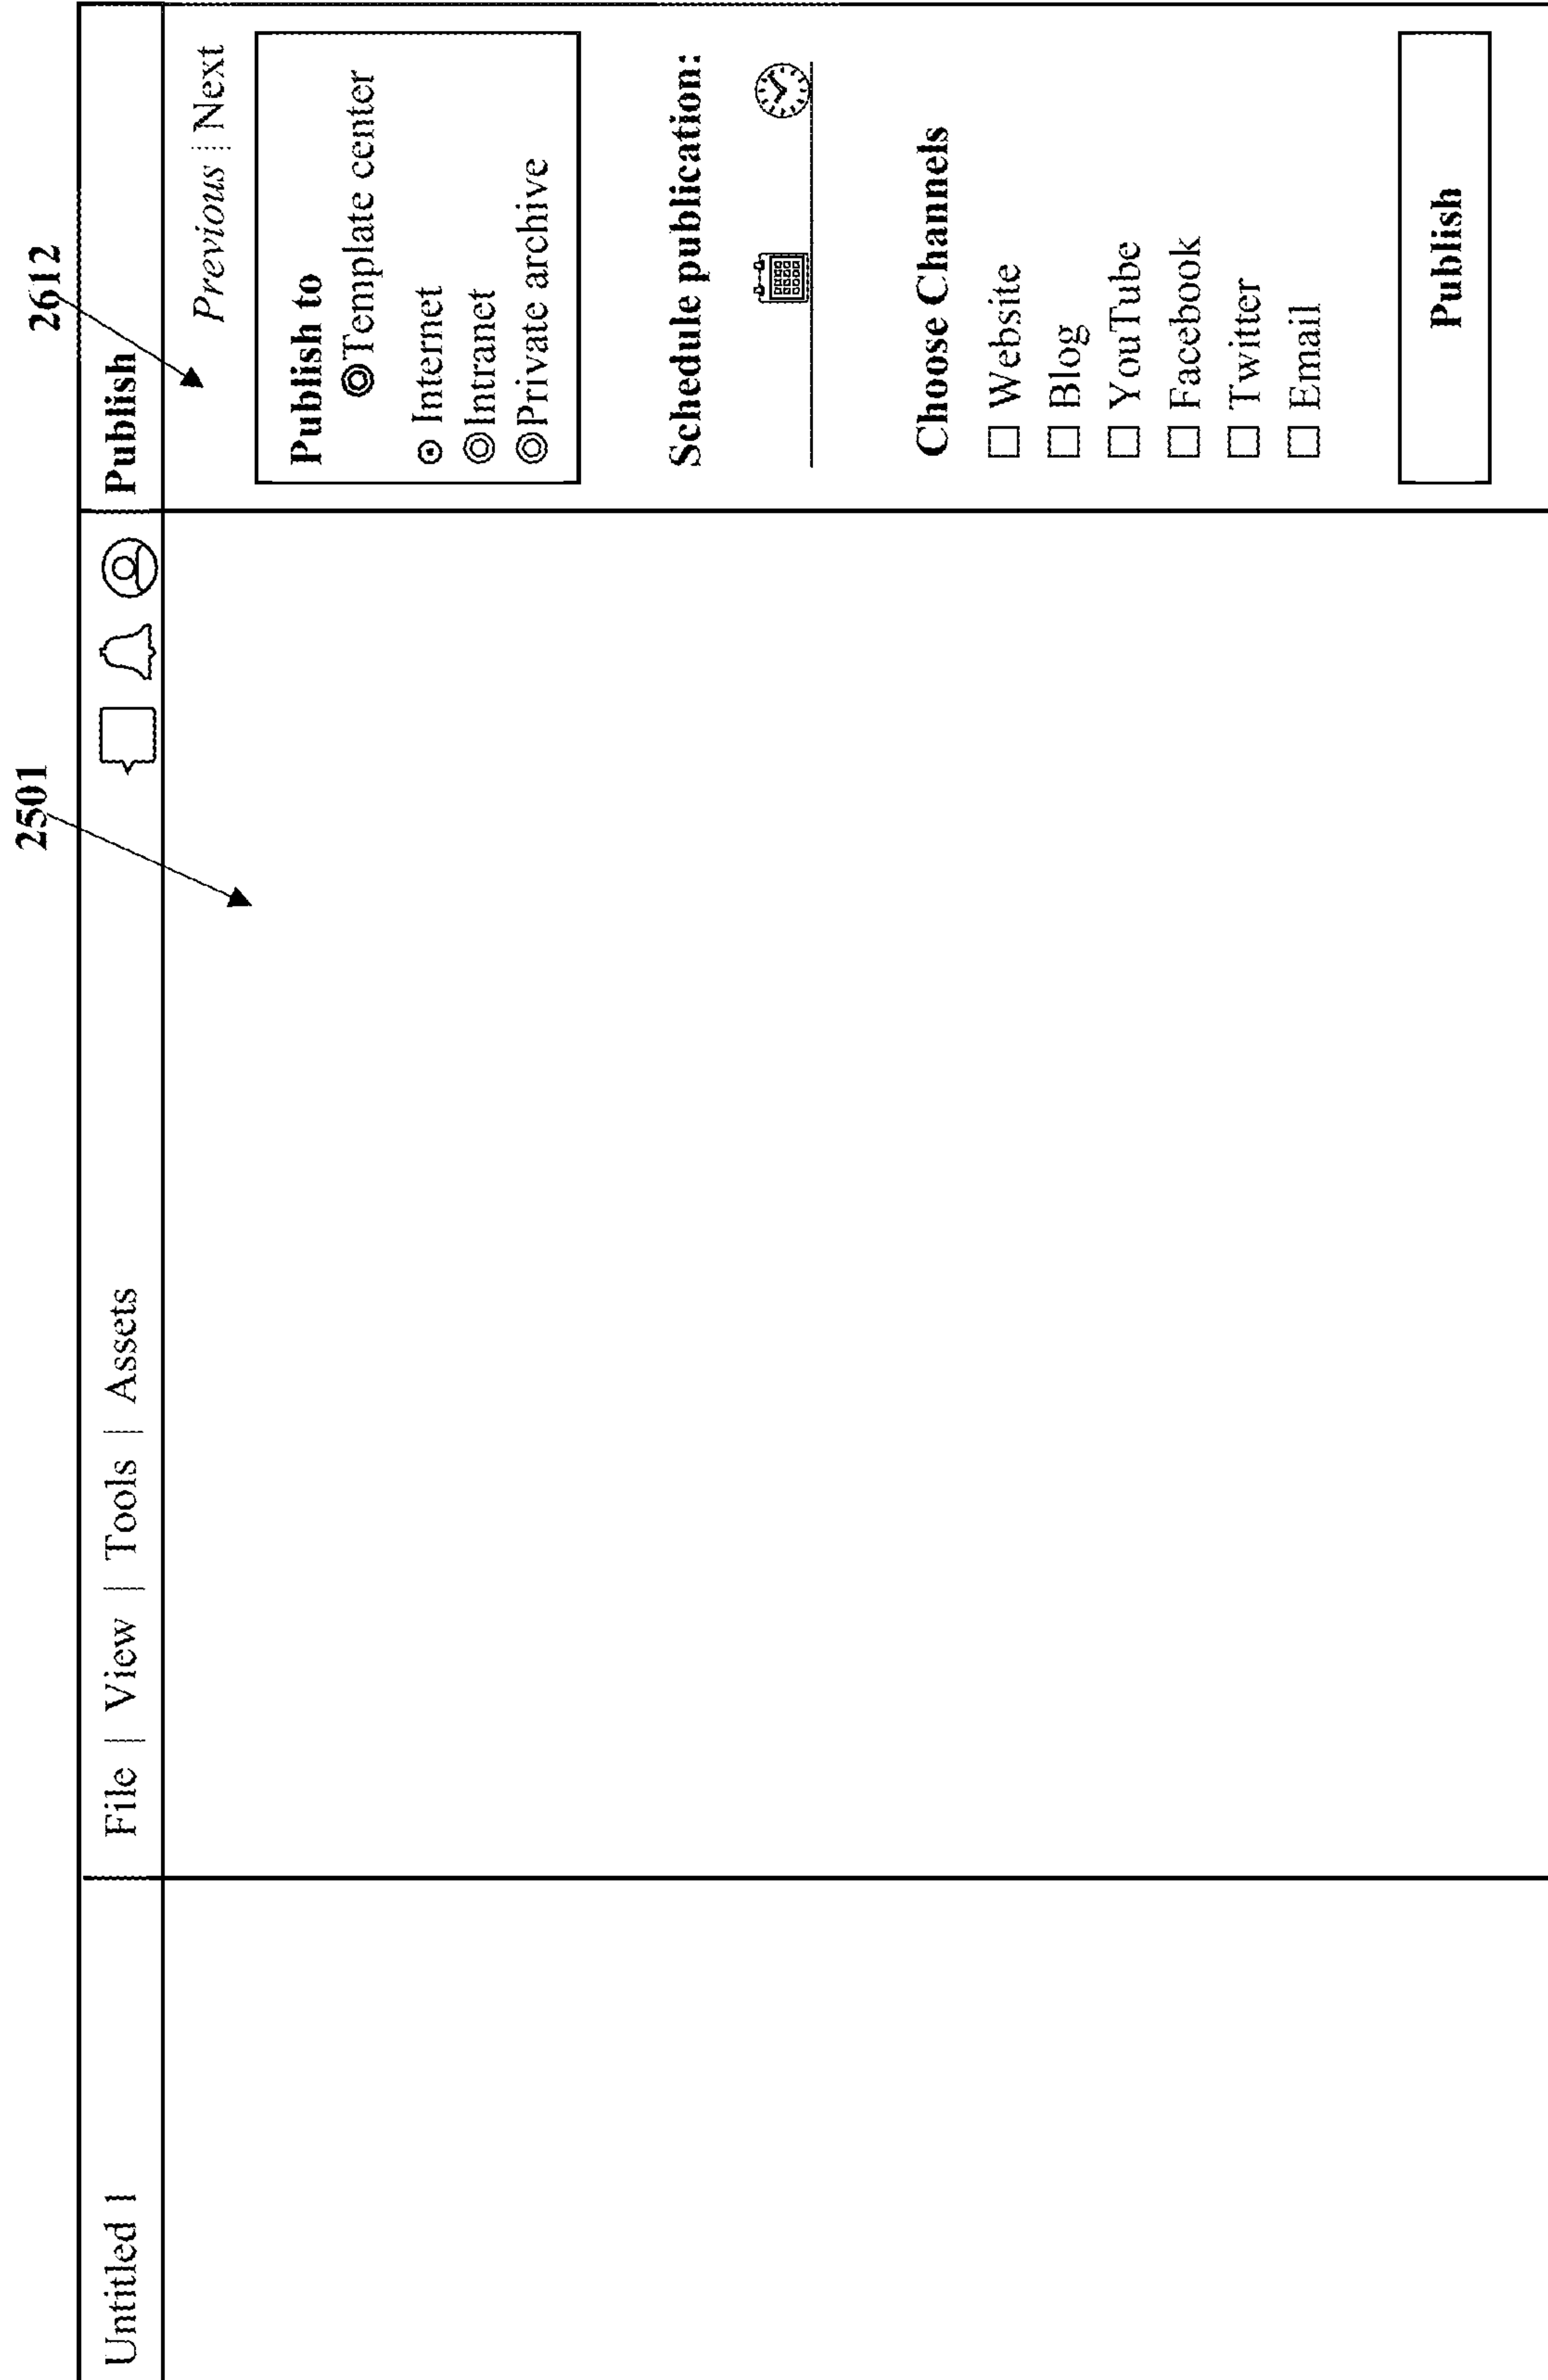 2501
2612
Untitled 1
File | View | Tools | Assets
Publish
Previous | Next
Publish to
Template center
Internet
Intranet
Private archive
Schedule publication:
Choose Channels
Website
Blog
YouTube
Facebook
Twitter
Email
Publish